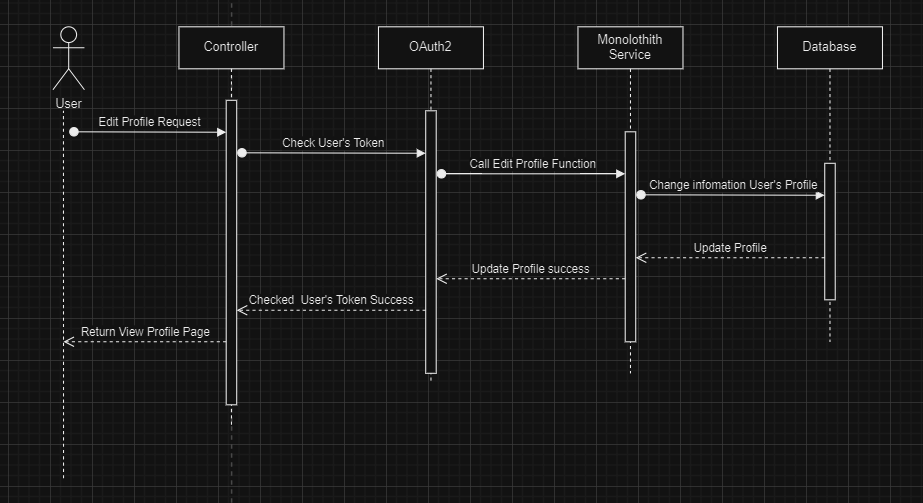 Controller
OAuth2
Monolothith
Service
Database
User
Edit Profile Request
Check User's Token
Call Edit Profile Function
Change infomation User's Profile
Update Profile
Update Profile success
Checked User's Token Success
Return View Profile Page